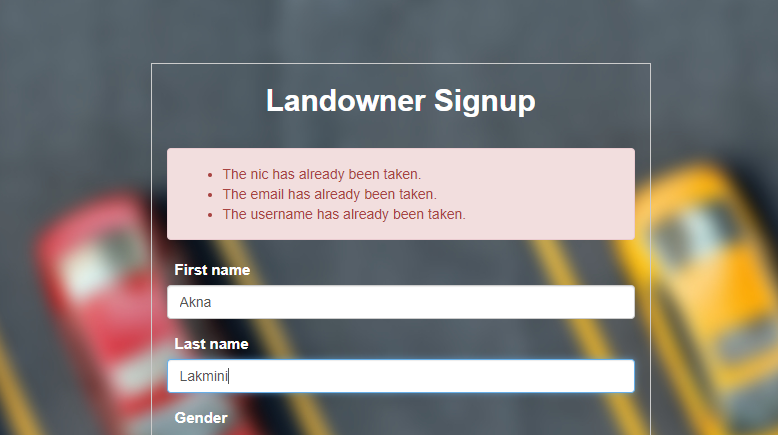 Landowner Signup
The nic has already been taken.
The email has already been taken.
The username has already been taken.
First name
Akna
Last name
Lakmini
Gender